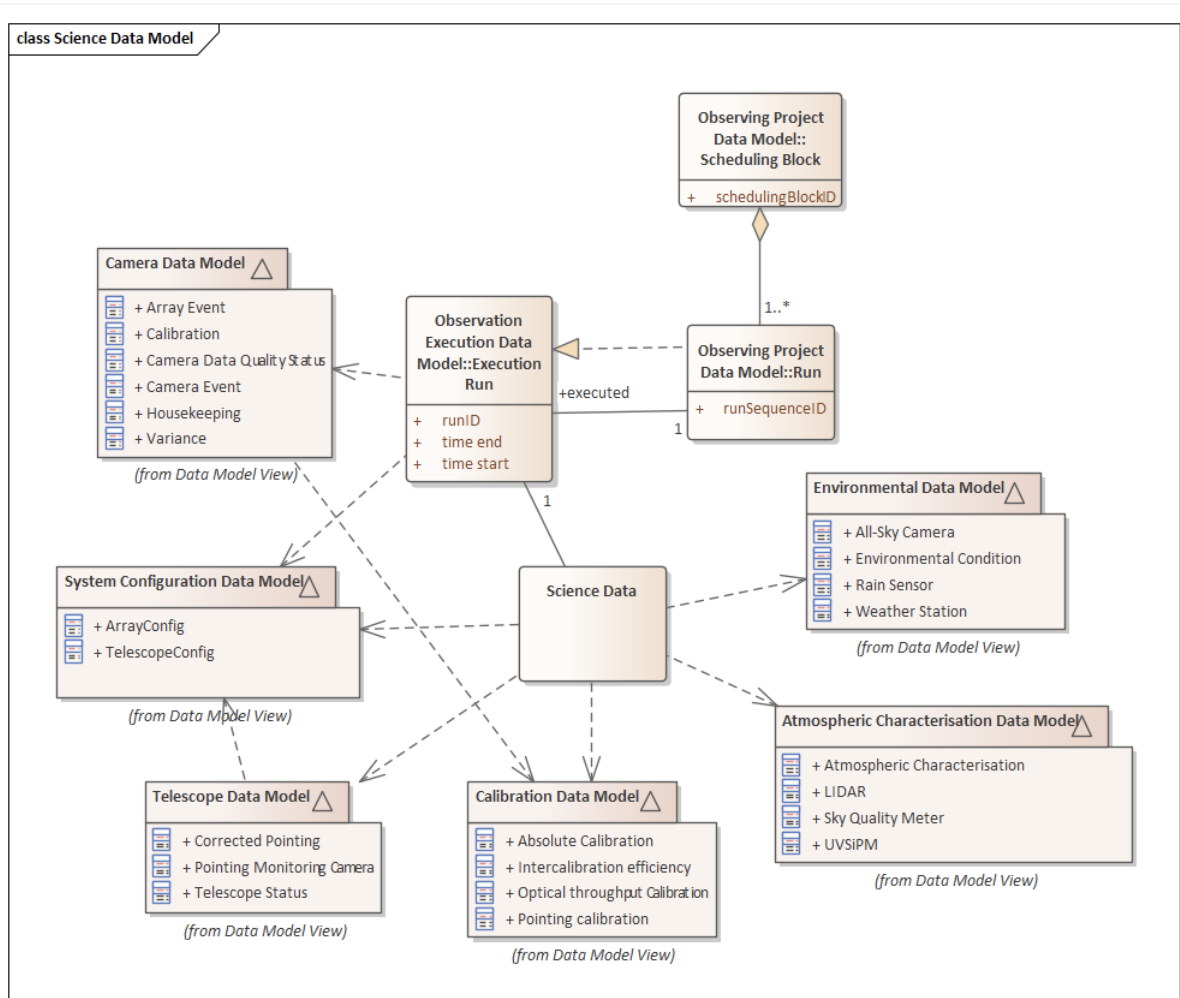 class Science Data Model
Observing Project
Data Model::
Scheduling Block
+ schedulingBlockID
1..*
Camera Data Model
+ Array Event
+ Calibration
+ Camera Data Quality Status
+ Camera Event
+ Housekeeping
+ Variance
(from Data Model View)
Observation
Execution Data
Model::Execution
Run
+ runID
+ time end
+ time start
+executed
1
1
Observing Project
Data Model::Run
+ runSequenceID
Environmental Data Model
+ All-Sky Camera
+ Environmental Condition
+ Rain Sensor
+ Weather Station
(from Data Model View)
System Configuration Data Model
+ ArrayConfig
+ TelescopeConfig
(from Data Model View)
Science Data
Atmospheric Characterisation Data Model
+ Atmospheric Characterisation
+ LIDAR
+ Sky Quality Meter
+ UVSiPM
(from Data Model View)
Telescope Data Model
+ Corrected Pointing
+ Pointing Monitoring Camera
+ Telescope Status
(from Data Model View)
Calibration Data Model
+ Absolute Calibration
+ Intercalibration efficiency
+ Optical throughput Calibration
+ Pointing calibration
(from Data Model View)